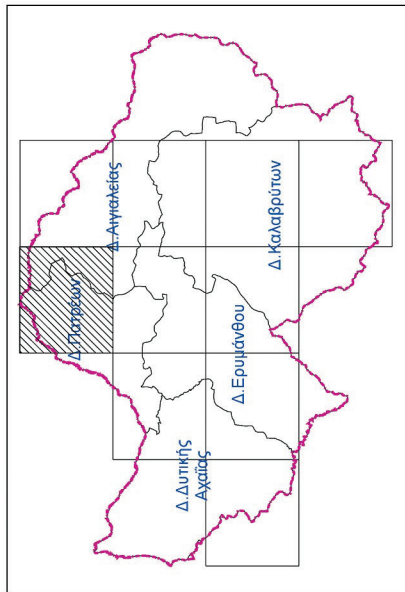 Δ.Αιγιαλείας
Δ.Πατρέων
Δ.Καλαβρύτων
Δ.Ερυμάνθου
Δ.Δυτικής
Αχαΐας